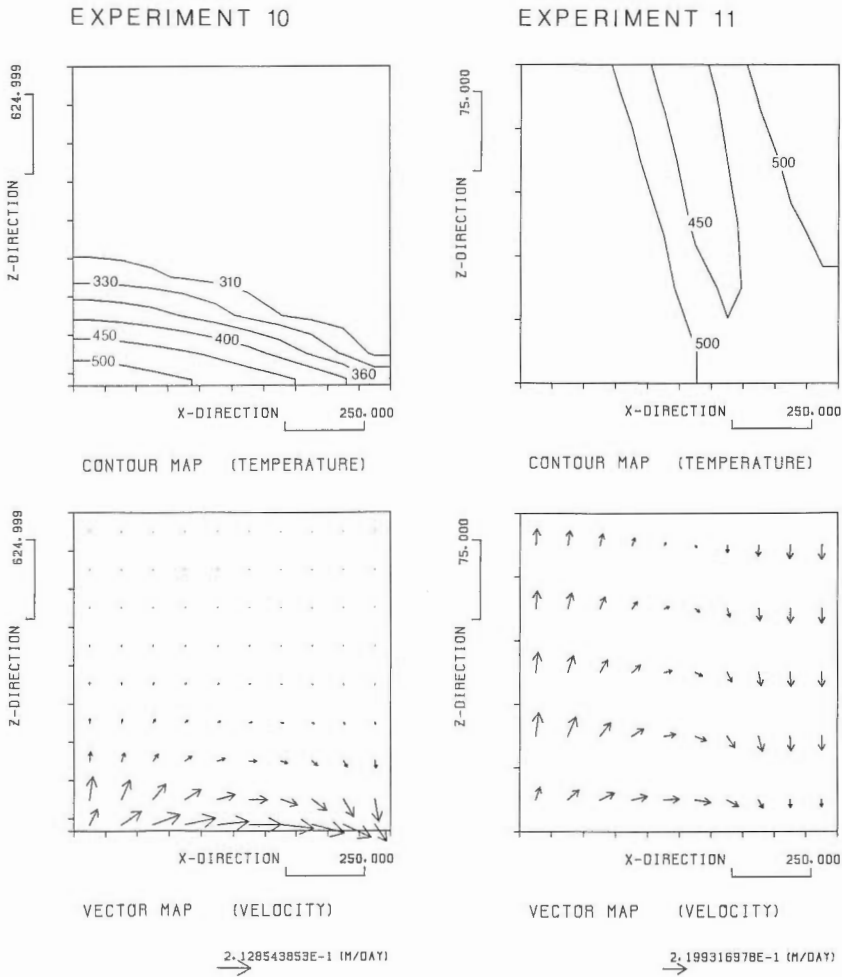 EXPERIMENT 10
624.999
Z-DIRECTION
310
330
400
450
500
360
X-DIRECTION
250.000
CONTOUR MAP (TEMPERATURE)
EXPERIMENT 11
75.000
Z-DIRECTION
500
450
500
X-DIRECTION
250.000
CONTOUR MAP (TEMPERATURE)
624.999
Z-DIRECTION
X-DIRECTION
250.000
VECTOR MAP (VELOCITY)
2.128543853E-1 (M/DAY)
75.000
Z-DIRECTION
X-DIRECTION
250.000
VECTOR MAP (VELOCITY)
2.199316978E-1 (M/DAY)